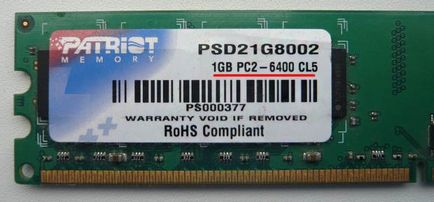 PATRIOT
MEMORY
PSD21G8002
1GB PC2-6400 CL5
PS000377
WARRANTY VOID IF REMOVED
RoHS Compliant